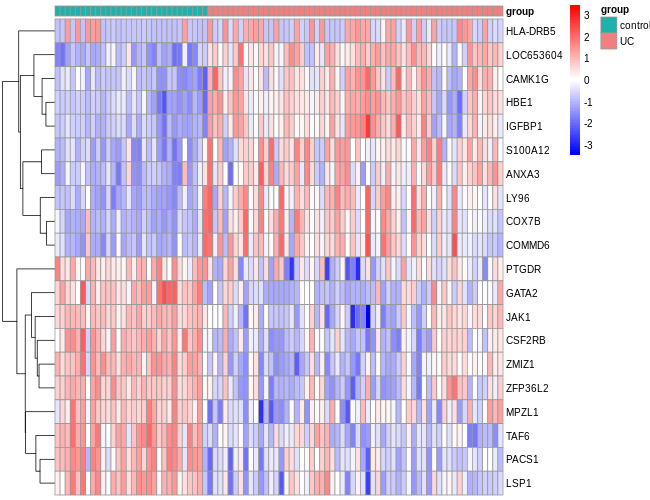 group
HLA-DRB5
LOC653604
CAMK1G
HBE1
IGFBP1
S100A12
ANXA3
LY96
COX7B
COMMD6
PTGDR
GATA2
JAK1
CSF2RB
ZMIZ1
ZFP36L2
MPZL1
TAF6
PACS1
LSP1
3
2
1
0
-1
-2
-3
group
control
UC